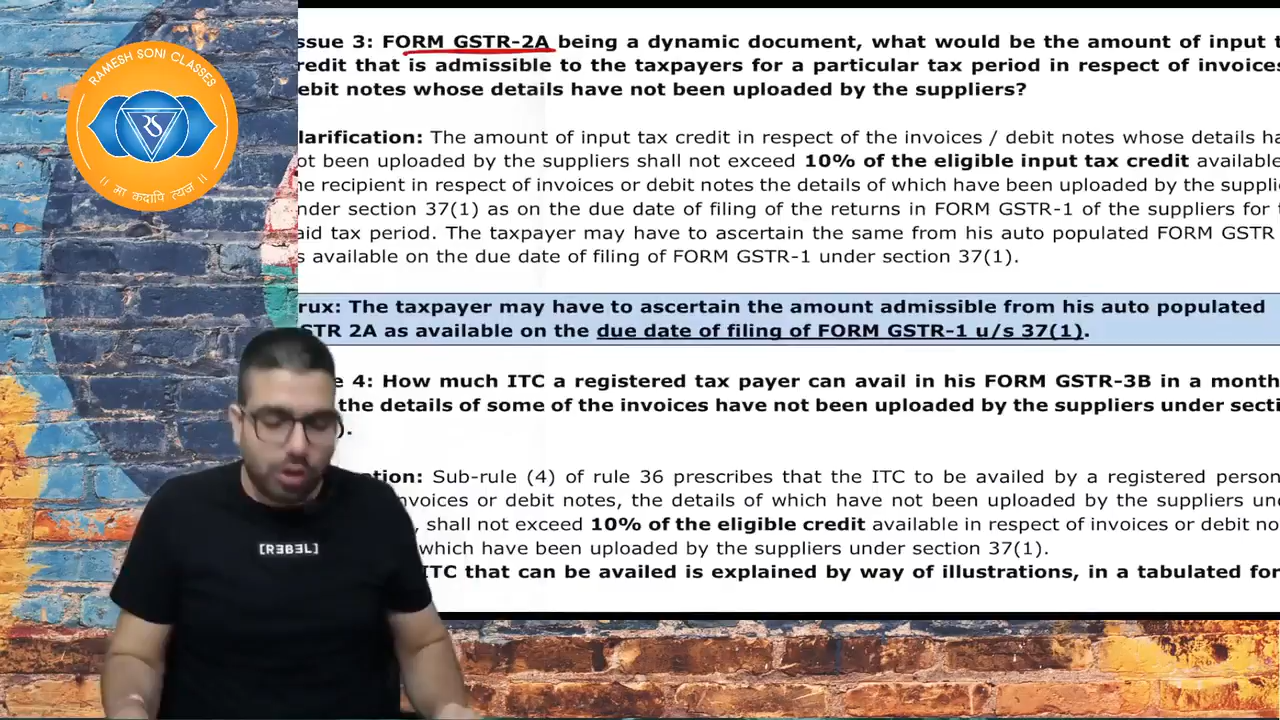 RAMESH SONI CLASSES
।। मा कदापि त्यज ।।
ssue 3: FORM GSTR-2A being a dynamic document, what would be the amount of input t
redit that is admissible to the taxpayers for a particular tax period in respect of invoices
ebit notes whose details have not been uploaded by the suppliers?
larification: The amount of input tax credit in respect of the invoices / debit notes whose details ha
ot been uploaded by the suppliers shall not exceed 10% of the eligible input tax credit available
he recipient in respect of invoices or debit notes the details of which have been uploaded by the supplie
nder section 37(1) as on the due date of filing of the returns in FORM GSTR-1 of the suppliers for t
aid tax period. The taxpayer may have to ascertain the same from his auto populated FORM GSTR
s available on the due date of filing of FORM GSTR-1 under section 37(1).
rux: The taxpayer may have to ascertain the amount admissible from his auto populated
STR 2A as available on the due date of filing of FORM GSTR-1 u/s 37(1).
e 4: How much ITC a registered tax payer can avail in his FORM GSTR-3B in a month
the details of some of the invoices have not been uploaded by the suppliers under secti
).
ation: Sub-rule (4) of rule 36 prescribes that the ITC to be availed by a registered person
nvoices or debit notes, the details of which have not been uploaded by the suppliers und
, shall not exceed 10% of the eligible credit available in respect of invoices or debit no
which have been uploaded by the suppliers under section 37(1).
ITC that can be availed is explained by way of illustrations, in a tabulated for
[REBEL]